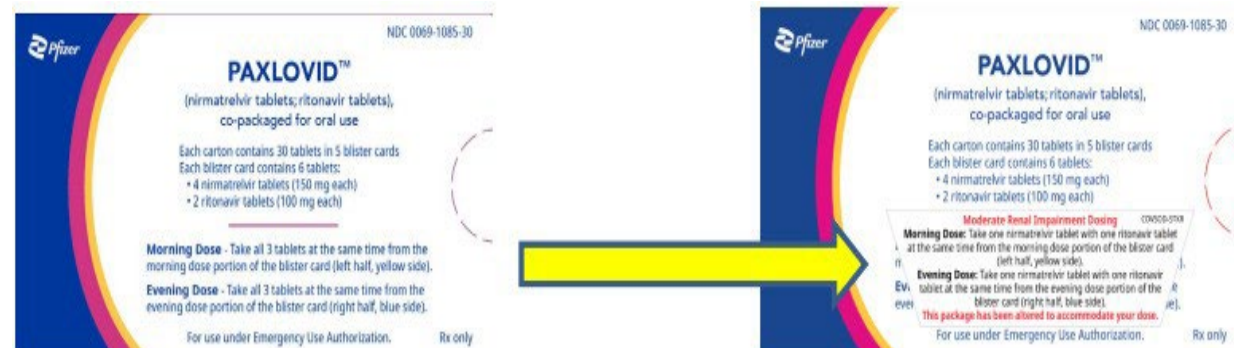 Pfizer
NDC 0069-1085-30
PAXLOVID™
(nirmatrelvir tablets; ritonavir tablets),
co-packaged for oral use
Each carton contains 30 tablets in 5 blister cards
Each blister card contains 6 tablets:
• 4 nirmatrelvir tablets (150 mg each)
• 2 ritonavir tablets (100 mg each)
Morning Dose - Take all 3 tablets at the same time from the
morning dose portion of the blister card (left half, yellow side).
Evening Dose - Take all 3 tablets at the same time from the
evening dose portion of the blister card (right half, blue side).
For use under Emergency Use Authorization.
Rx only
Pfizer
NDC 0069-1085-30
PAXLOVID™
(nirmatrelvir tablets; ritonavir tablets),
co-packaged for oral use
Each carton contains 30 tablets in 5 blister cards
Each blister card contains 6 tablets:
• 4 nirmatrelvir tablets (150 mg each)
• 2 ritonavir tablets (100 mg each)
Moderate Renal Impairment Dosing
Morning Dose: Take one nirmatrelvir tablet with one ritonavir tablet
at the same time from the morning dose portion of the blister card
(left half, yellow side).
Evening Dose: Take one nirmatrelvir tablet with one ritonavir
tablet at the same time from the evening dose portion of the
blister card (right half, blue side).
This package has been altered to accommodate your dose.
For use under Emergency Use Authorization.
Rx only